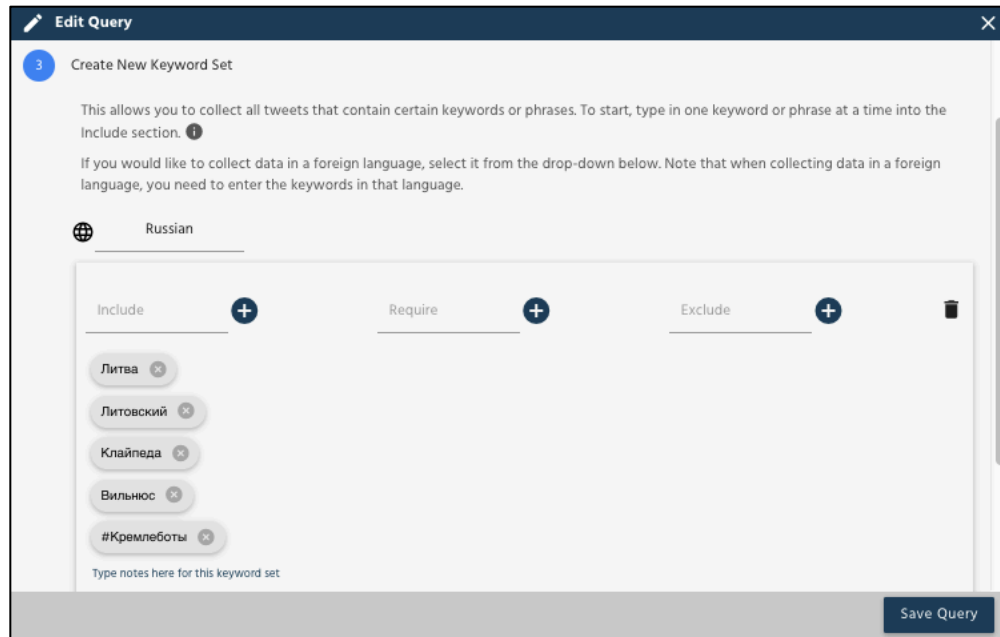 Edit Query
3 Create New Keyword Set
This allows you to collect all tweets that contain certain keywords or phrases. To start, type in one keyword or phrase at a time into the
Include section.
If you would like to collect data in a foreign language, select it from the drop-down below. Note that when collecting data in a foreign
language, you need to enter the keywords in that language.
Russian
Include Require Exclude
Литва
Литовский
Клайпеда
Вильнюс
#Кремлеботы
Type notes here for this keyword set
Save Query